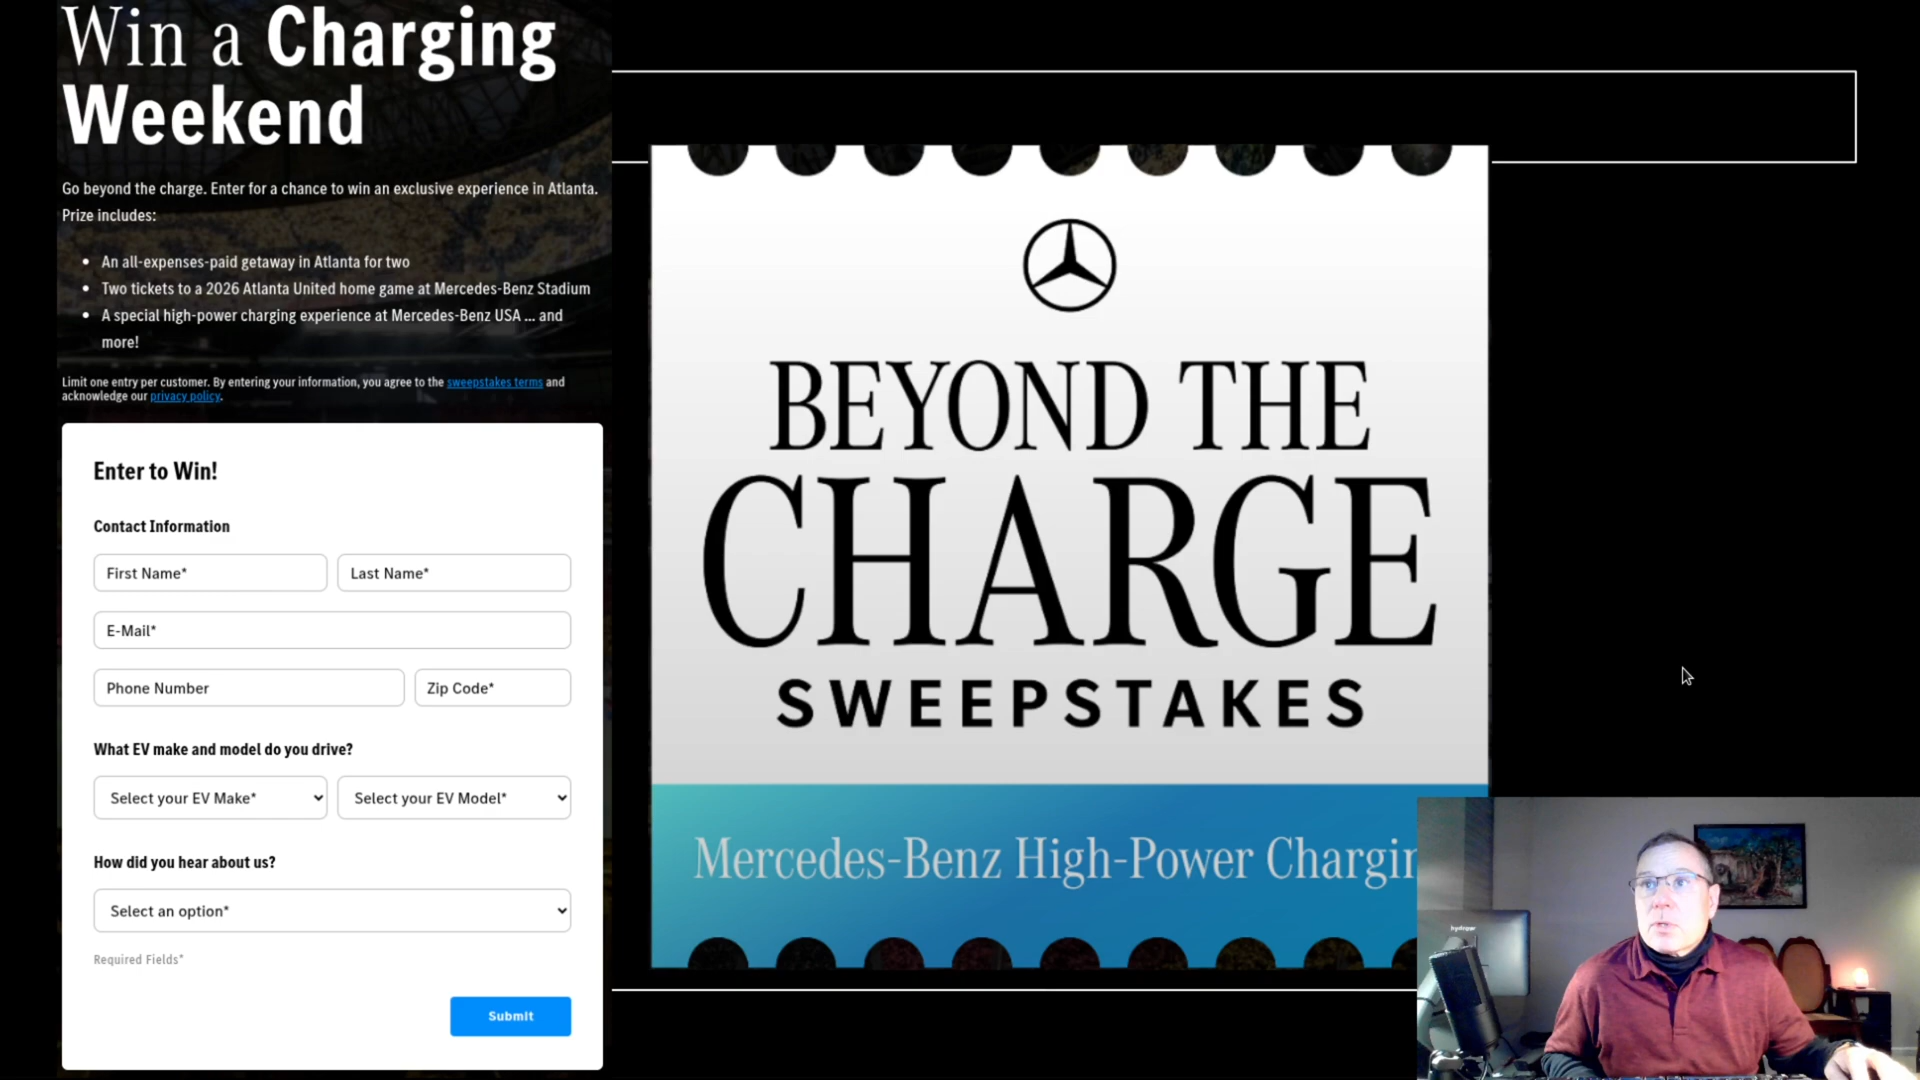 Win a Charging
Weekend
Go beyond the charge. Enter for a chance to win an exclusive experience in Atlanta.
Prize includes:
• An all-expenses-paid getaway in Atlanta for two
• Two tickets to a 2026 Atlanta United home game at Mercedes-Benz Stadium
• A special high-power charging experience at Mercedes-Benz USA ... and
more!
Limit one entry per customer. By entering your information, you agree to the sweepstakes terms and
acknowledge our privacy policy.
Enter to Win!
Contact Information
First Name* Last Name*
E-Mail*
Phone Number Zip Code*
What EV make and model do you drive?
Select your EV Make* Select your EV Model*
How did you hear about us?
Select an option*
Required Fields*
Submit
BEYOND THE
CHARGE
SWEEPSTAKES
Mercedes-Benz High-Power Chargin